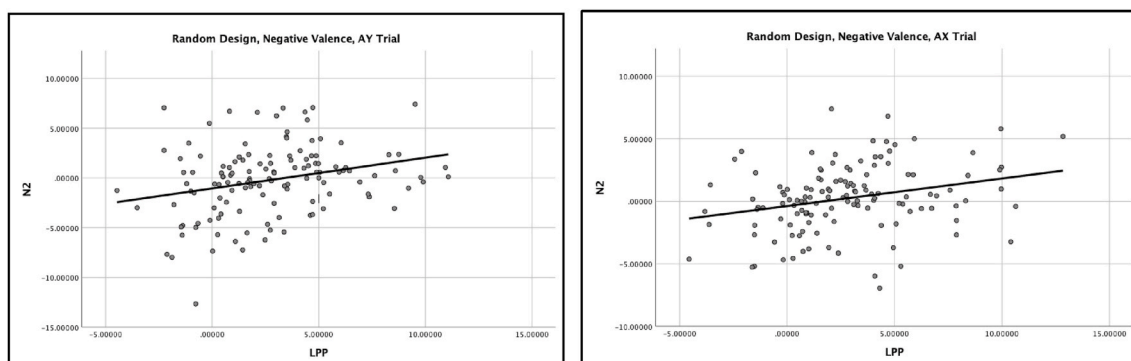 Random Design, Negative Valence, AY Trial
10.00000
5.00000
.00000
-5.00000
-10.00000
-15.00000
N2
-5.00000 .00000 5.00000 10.00000 15.00000
LPP
Random Design, Negative Valence, AX Trial
10.00000
5.00000
.00000
-5.00000
-10.00000
N2
-5.00000 .00000 5.00000 10.00000 15.00000
LPP